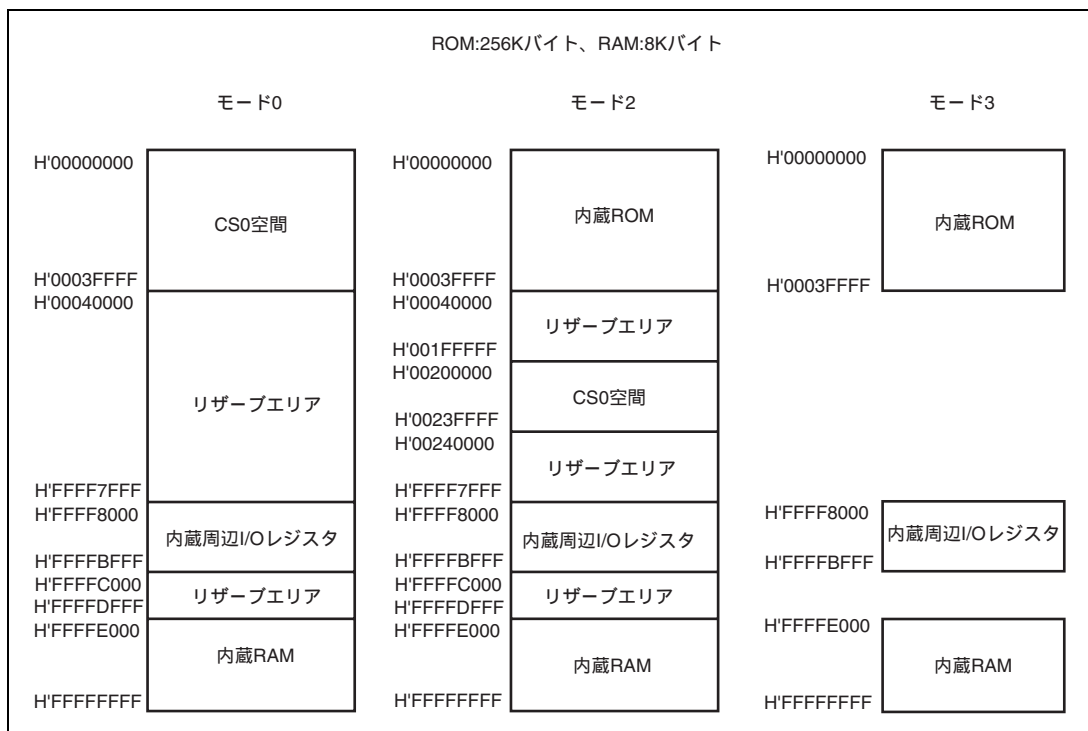 ROM:256Kバイト、RAM:8Kバイト
モード0
H'00000000
CS0空間
H'0003FFFF
H'00040000
リザーブエリア
H'FFFF7FFF
H'FFFF8000
内蔵周辺I/Oレジスタ
H'FFFFBFFF
H'FFFFC000
リザーブエリア
H'FFFFDFFF
H'FFFFE000
内蔵RAM
H'FFFFFFFF
モード2
H'00000000
内蔵ROM
H'0003FFFF
H'00040000
リザーブエリア
H'001FFFFF
H'00200000
CS0空間
H'0023FFFF
H'00240000
リザーブエリア
H'FFFF7FFF
H'FFFF8000
内蔵周辺I/Oレジスタ
H'FFFFBFFF
H'FFFFC000
リザーブエリア
H'FFFFDFFF
H'FFFFE000
内蔵RAM
H'FFFFFFFF
モード3
H'00000000
内蔵ROM
H'0003FFFF
H'FFFF8000
内蔵周辺I/Oレジスタ
H'FFFFBFFF
H'FFFFE000
内蔵RAM
H'FFFFFFFF